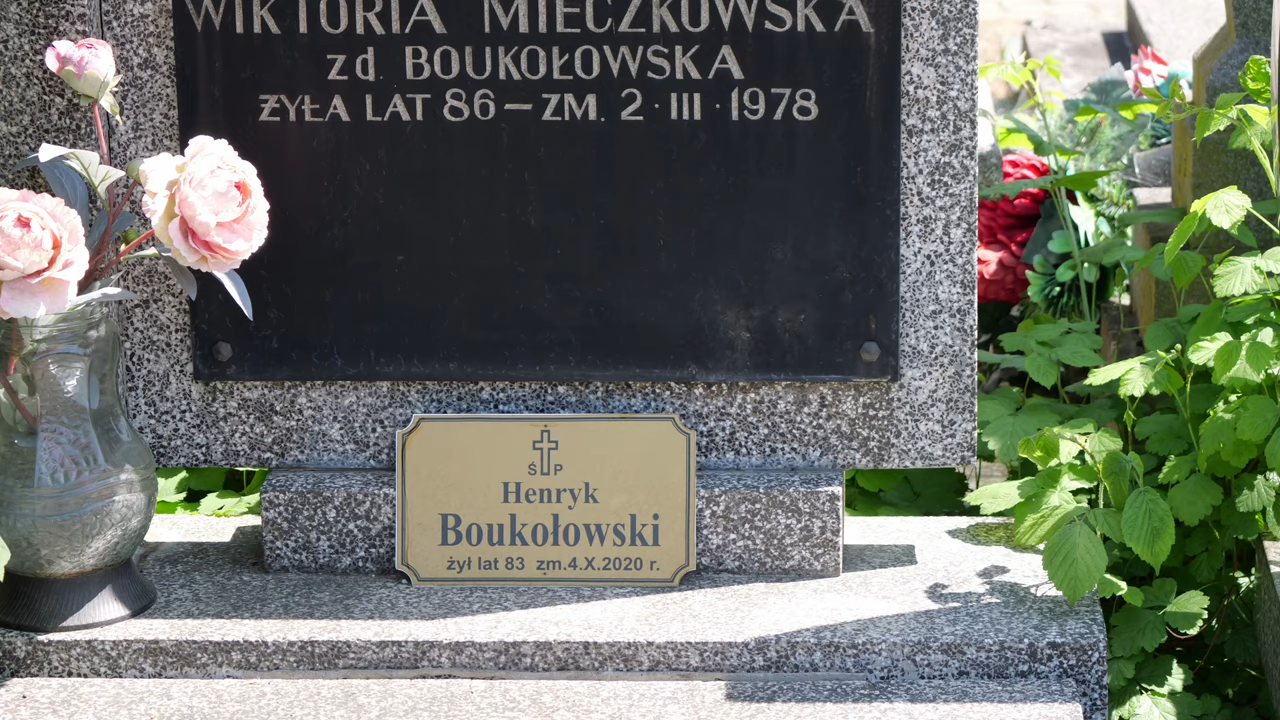 WIKTORIA MIECZKOWSKA
zd. BOUKOŁOWSKA
ŻYŁA LAT 86 – ZM. 2 · III · 1978
Ś P
Henryk
Boukołowski
żył lat 83 zm.4.X.2020 r.